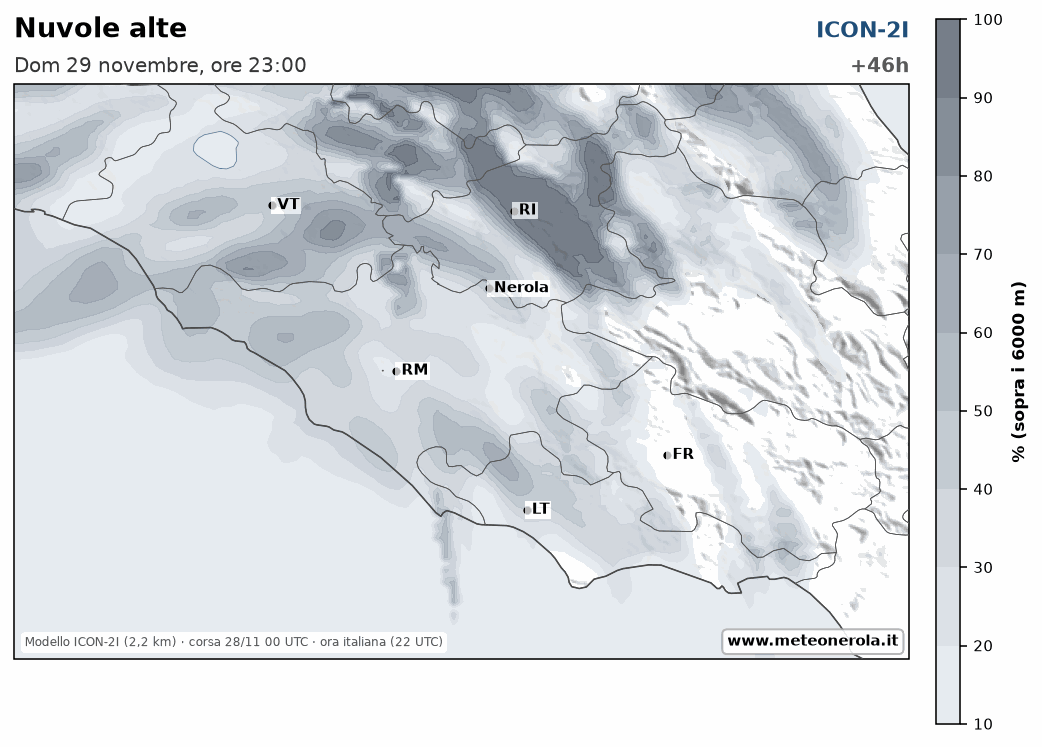 Nuvole alte
ICON-2I
Dom 29 novembre, ore 23:00
+46h
100
90
80
70
60
50
40
30
20
10
% (sopra i 6000 m)
VT
RI
Nerola
RM
FR
LT
Modello ICON-2I (2,2 km) · corsa 28/11 00 UTC · ora italiana (22 UTC)
www.meteonerola.it